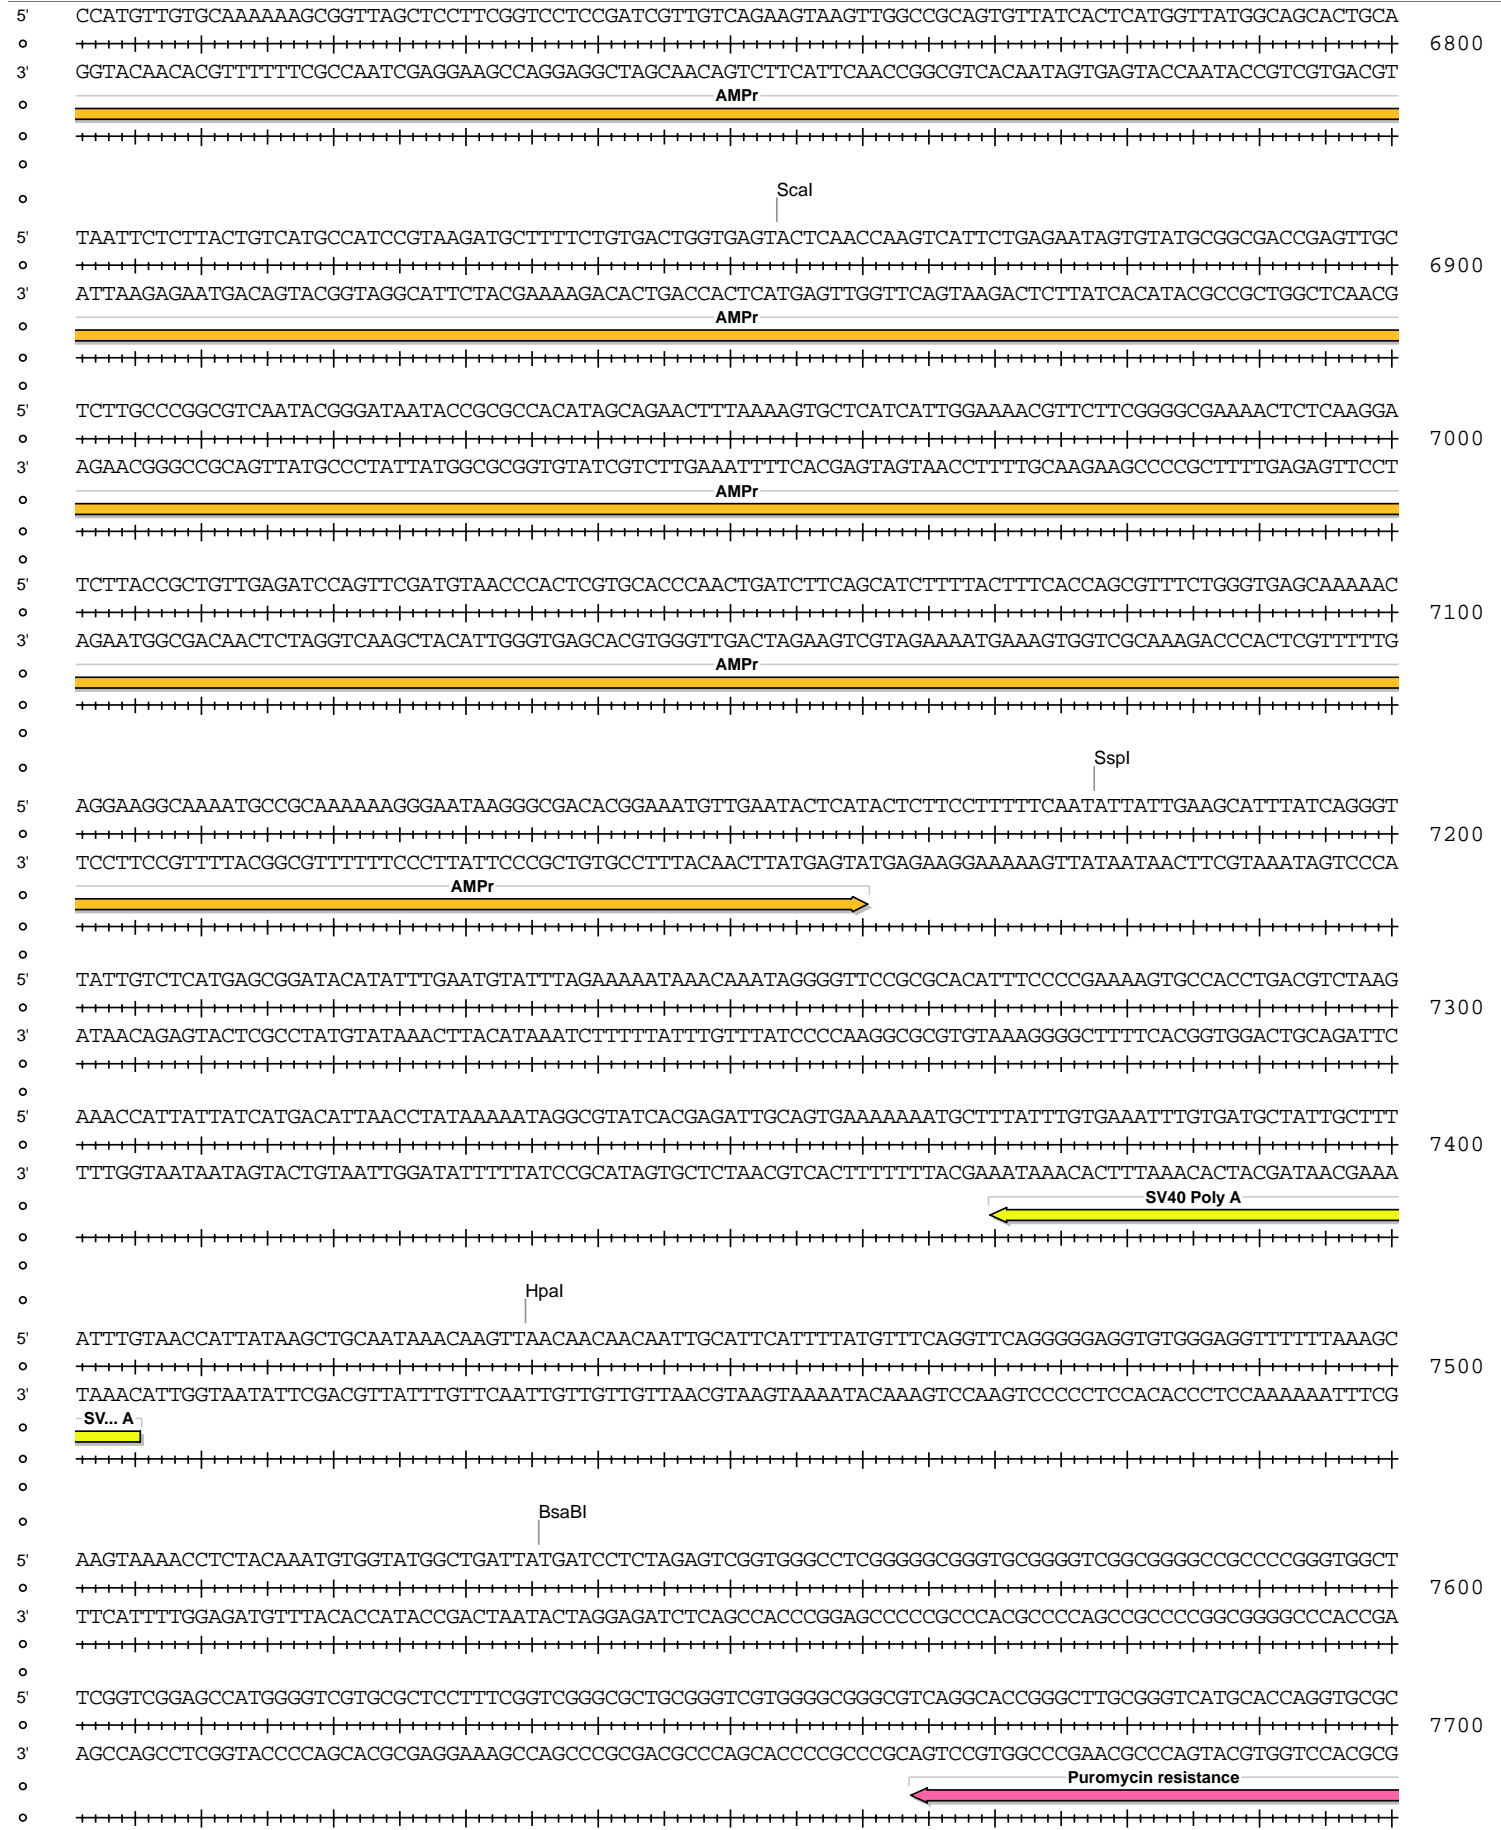 5' CCATGTTGTGCAAAAAAGCGGTTAGCTCCTTCGGTCCTCCGATCGTTGTCAGAAGTAAGTTGGCCGCAGTGTTATCACTCATGGTTATGGCAGCACTGCA
6800
3' GGTACAACACGTTTTTTCGCCAATCGAGGAAGCCAGGAGGCTAGCAACAGTCTTCATTCAACCGGCGTCACAATAGTGAGTACCAATACCGTCGTGACGT
AMPr
ScaI
5' TAATTCTCTTACTGTCATGCCATCCGTAAGATGCTTTTCTGTGACTGGTGAGTACTCAACCAAGTCATTCTGAGAATAGTGTATGCGGCGACCGAGTTGC
6900
3' ATTAAGAGAATGACAGTACGGTAGGCATTCTACGAAAAGACACTGACCACTCATGAGTTGGTTCAGTAAGACTCTTATCACATACGCCGCTGGCTCAACG
AMPr
5' TCTTGCCCGGCGTCAATACGGGATAATACCGCGCCACATAGCAGAACTTTAAAAGTGCTCATCATTGGAAAACGTTCTTCGGGGCGAAAACTCTCAAGGA
7000
3' AGAACGGGCCGCAGTTATGCCCTATTATGGCGCGGTGTATCGTCTTGAAATTTTCACGAGTAGTAACCTTTTGCAAGAAGCCCCGCTTTTGAGAGTTCCT
AMPr
5' TCTTACCGCTGTTGAGATCCAGTTCGATGTAACCCACTCGTGCACCCAACTGATCTTCAGCATCTTTTACTTTCACCAGCGTTTCTGGGTGAGCAAAAAC
7100
3' AGAATGGCGACAACTCTAGGTCAAGCTACATTGGGTGAGCACGTGGGTTGACTAGAAGTCGTAGAAAATGAAAGTGGTCGCAAAGACCCACTCGTTTTTG
AMPr
SspI
5' AGGAAGGCAAAATGCCGCAAAAAAGGGAATAAGGGCGACACGGAAATGTTGAATACTCATACTCTTCCTTTTTCAATATTATTGAAGCATTTATCAGGGT
7200
3' TCCTTCCGTTTTACGGCGTTTTTTCCCTTATTCCCGCTGTGCCTTTACAACTTATGAGTATGAGAAGGAAAAAGTTATAATAACTTCGTAAATAGTCCCA
AMPr
5' TATTGTCTCATGAGCGGATACATATTTGAATGTATTTAGAAAAATAAACAAATAGGGGTTCCGCGCACATTTCCCCGAAAAGTGCCACCTGACGTCTAAG
7300
3' ATAACAGAGTACTCGCCTATGTATAAACTTACATAAATCTTTTTATTTGTTTATCCCCAAGGCGCGTGTAAAGGGGCTTTTCACGGTGGACTGCAGATTC
5' AAACCATTATTATCATGACATTAACCTATAAAAATAGGCGTATCACGAGATTGCAGTGAAAAAAATGCTTTATTTGTGAAATTTGTGATGCTATTGCTTT
7400
3' TTTGGTAATAATAGTACTGTAATTGGATATTTTTATCCGCATAGTGCTCTAACGTCACTTTTTTTACGAAATAAACACTTTAAACACTACGATAACGAAA
SV40 Poly A
HpaI
5' ATTTGTAACCATTATAAGCTGCAATAAACAAGTTAACAACAACAATTGCATTCATTTTATGTTTCAGGTTCAGGGGGAGGTGTGGGAGGTTTTTTAAAGC
7500
3' TAAACATTGGTAATATTCGACGTTATTTGTTCAATTGTTGTTGTTAACGTAAGTAAAATACAAAGTCCAAGTCCCCCTCCACACCCTCCAAAAAATTTCG
SV... A
BsaBI
5' AAGTAAAACCTCTACAAATGTGGTATGGCTGATTATGATCCTCTAGAGTCGGTGGGCCTCGGGGGCGGGTGCGGGGTCGGCGGGGCCGCCCCGGGTGGCT
7600
3' TTCATTTTGGAGATGTTTACACCATACCGACTAATACTAGGAGATCTCAGCCACCCGGAGCCCCCGCCCACGCCCCAGCCGCCCCGGCGGGGCCCACCGA
5' TCGGTCGGAGCCATGGGGTCGTGCGCTCCTTTCGGTCGGGCGCTGCGGGTCGTGGGGCGGGCGTCAGGCACCGGGCTTGCGGGTCATGCACCAGGTGCGC
7700
3' AGCCAGCCTCGGTACCCCAGCACGCGAGGAAAGCCAGCCCGCGACGCCCAGCACCCCGCCCGCAGTCCGTGGCCCGAACGCCCAGTACGTGGTCCACGCG
Puromycin resistance